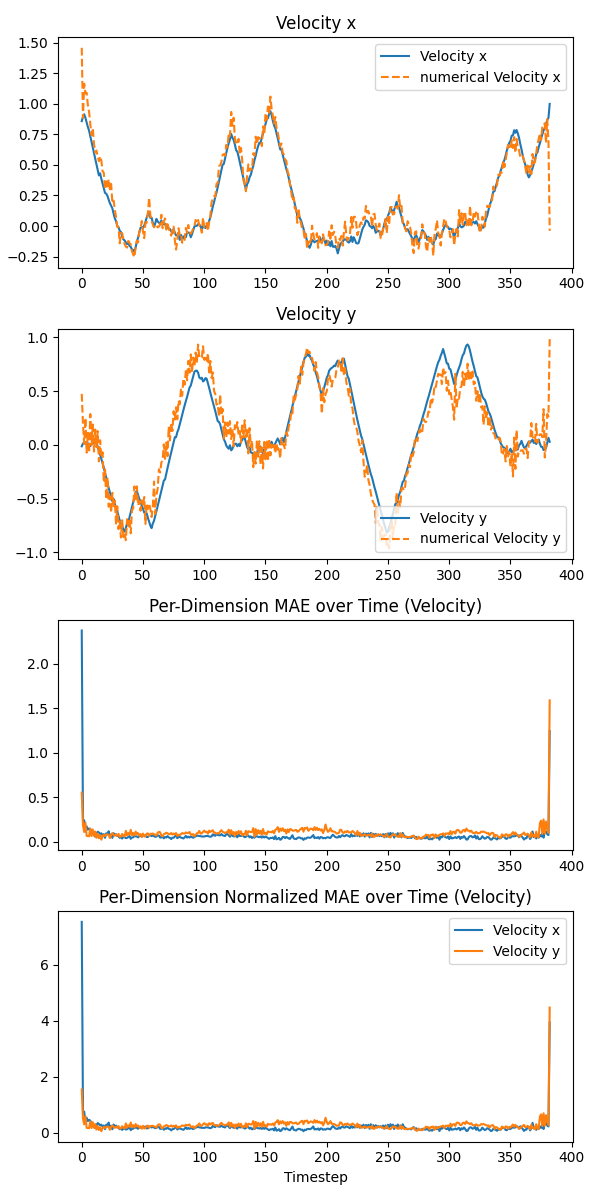 Velocity x
1.50
1.25
1.00
0.75
0.50
0.25
0.00
−0.25
Velocity x
numerical Velocity x
0 50 100 150 200 250 300 350 400
Velocity y
1.0
0.5
0.0
−0.5
−1.0
Velocity y
numerical Velocity y
0 50 100 150 200 250 300 350 400
Per-Dimension MAE over Time (Velocity)
2.0
1.5
1.0
0.5
0.0
0 50 100 150 200 250 300 350 400
Per-Dimension Normalized MAE over Time (Velocity)
6
4
2
0
Velocity x
Velocity y
0 50 100 150 200 250 300 350 400
Timestep